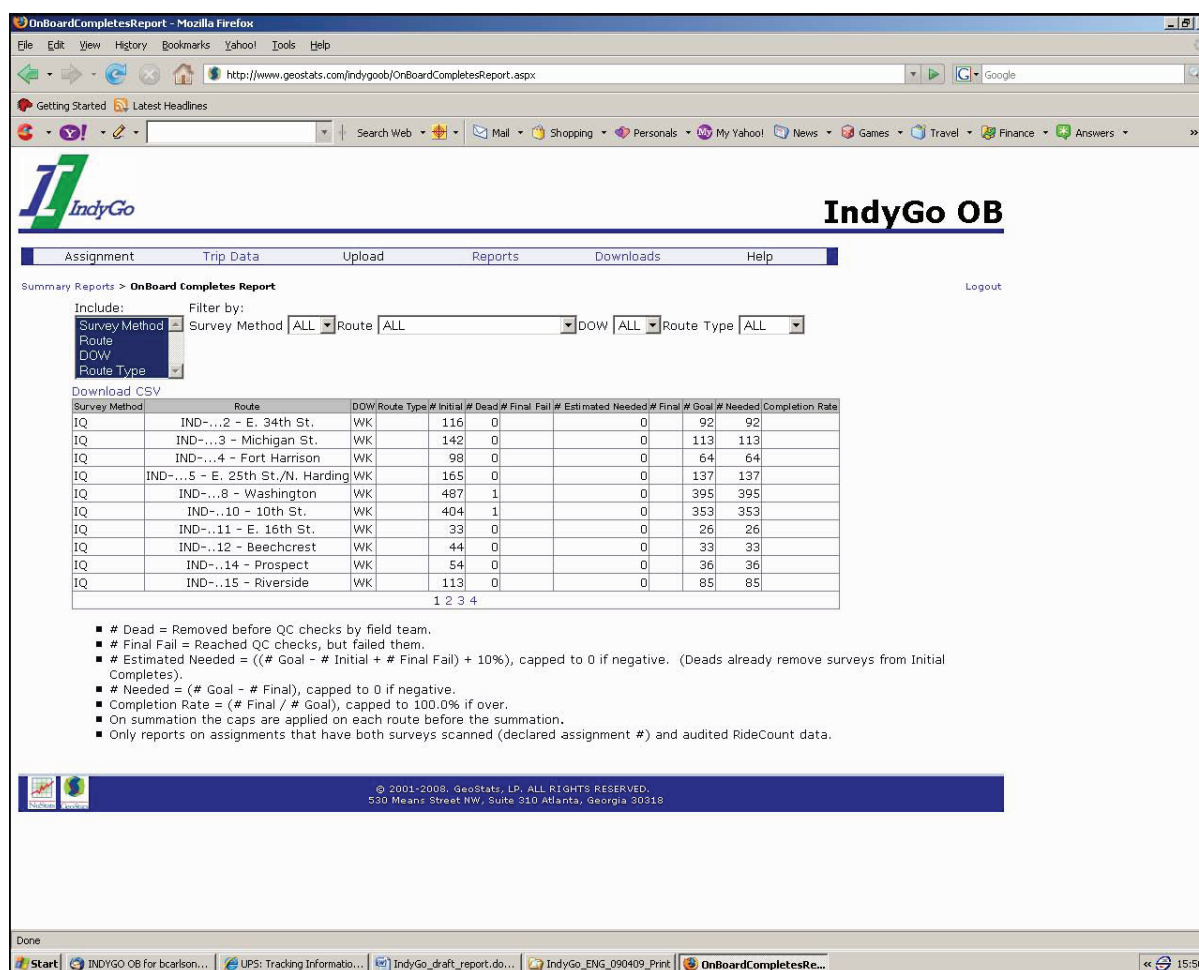 OnBoardCompletesReport - Mozilla Firefox
File Edit View History Bookmarks Yahoo! Tools Help
http://www.geostats.com/indygoob/OnBoardCompletesReport.aspx
G Google
Getting Started Latest Headlines
Y! Search Web Mail Shopping Personals My Yahoo! News Games Travel Finance Answers »
IndyGo
IndyGo OB
Assignment Trip Data Upload Reports Downloads Help
Summary Reports > OnBoard Completes Report Logout
Include: Filter by:
Survey Method Survey Method ALL Route ALL DOW ALL Route Type ALL
Route
DOW
Route Type
Download CSV
Survey Method Route DOW Route Type # Initial # Dead # Final Fail # Estimated Needed # Final # Goal # Needed Completion Rate
IQ IND-...2 - E. 34th St. WK 116 0 0 92 92
IQ IND-...3 - Michigan St. WK 142 0 0 113 113
IQ IND-...4 - Fort Harrison WK 98 0 0 64 64
IQ IND-...5 - E. 25th St./N. Harding WK 165 0 0 137 137
IQ IND-...8 - Washington WK 487 1 0 395 395
IQ IND-..10 - 10th St. WK 404 1 0 353 353
IQ IND-..11 - E. 16th St. WK 33 0 0 26 26
IQ IND-..12 - Beechcrest WK 44 0 0 33 33
IQ IND-..14 - Prospect WK 54 0 0 36 36
IQ IND-..15 - Riverside WK 113 0 0 85 85
1 2 3 4
■ # Dead = Removed before QC checks by field team.
■ # Final Fail = Reached QC checks, but failed them.
■ # Estimated Needed = ((# Goal - # Initial + # Final Fail) + 10%), capped to 0 if negative. (Deads already remove surveys from Initial
Completes).
■ # Needed = (# Goal - # Final), capped to 0 if negative.
■ Completion Rate = (# Final / # Goal), capped to 100.0% if over.
■ On summation the caps are applied on each route before the summation.
■ Only reports on assignments that have both surveys scanned (declared assignment #) and audited RideCount data.
NuStats GeoStats
© 2001-2008. GeoStats, LP. ALL RIGHTS RESERVED.
530 Means Street NW, Suite 310 Atlanta, Georgia 30318
Done
Start INDYGO OB for bcarlson... UPS: Tracking Informatio... IndyGo_draft_report.do... IndyGo_ENG_090409_Print OnBoardCompletesRe... «